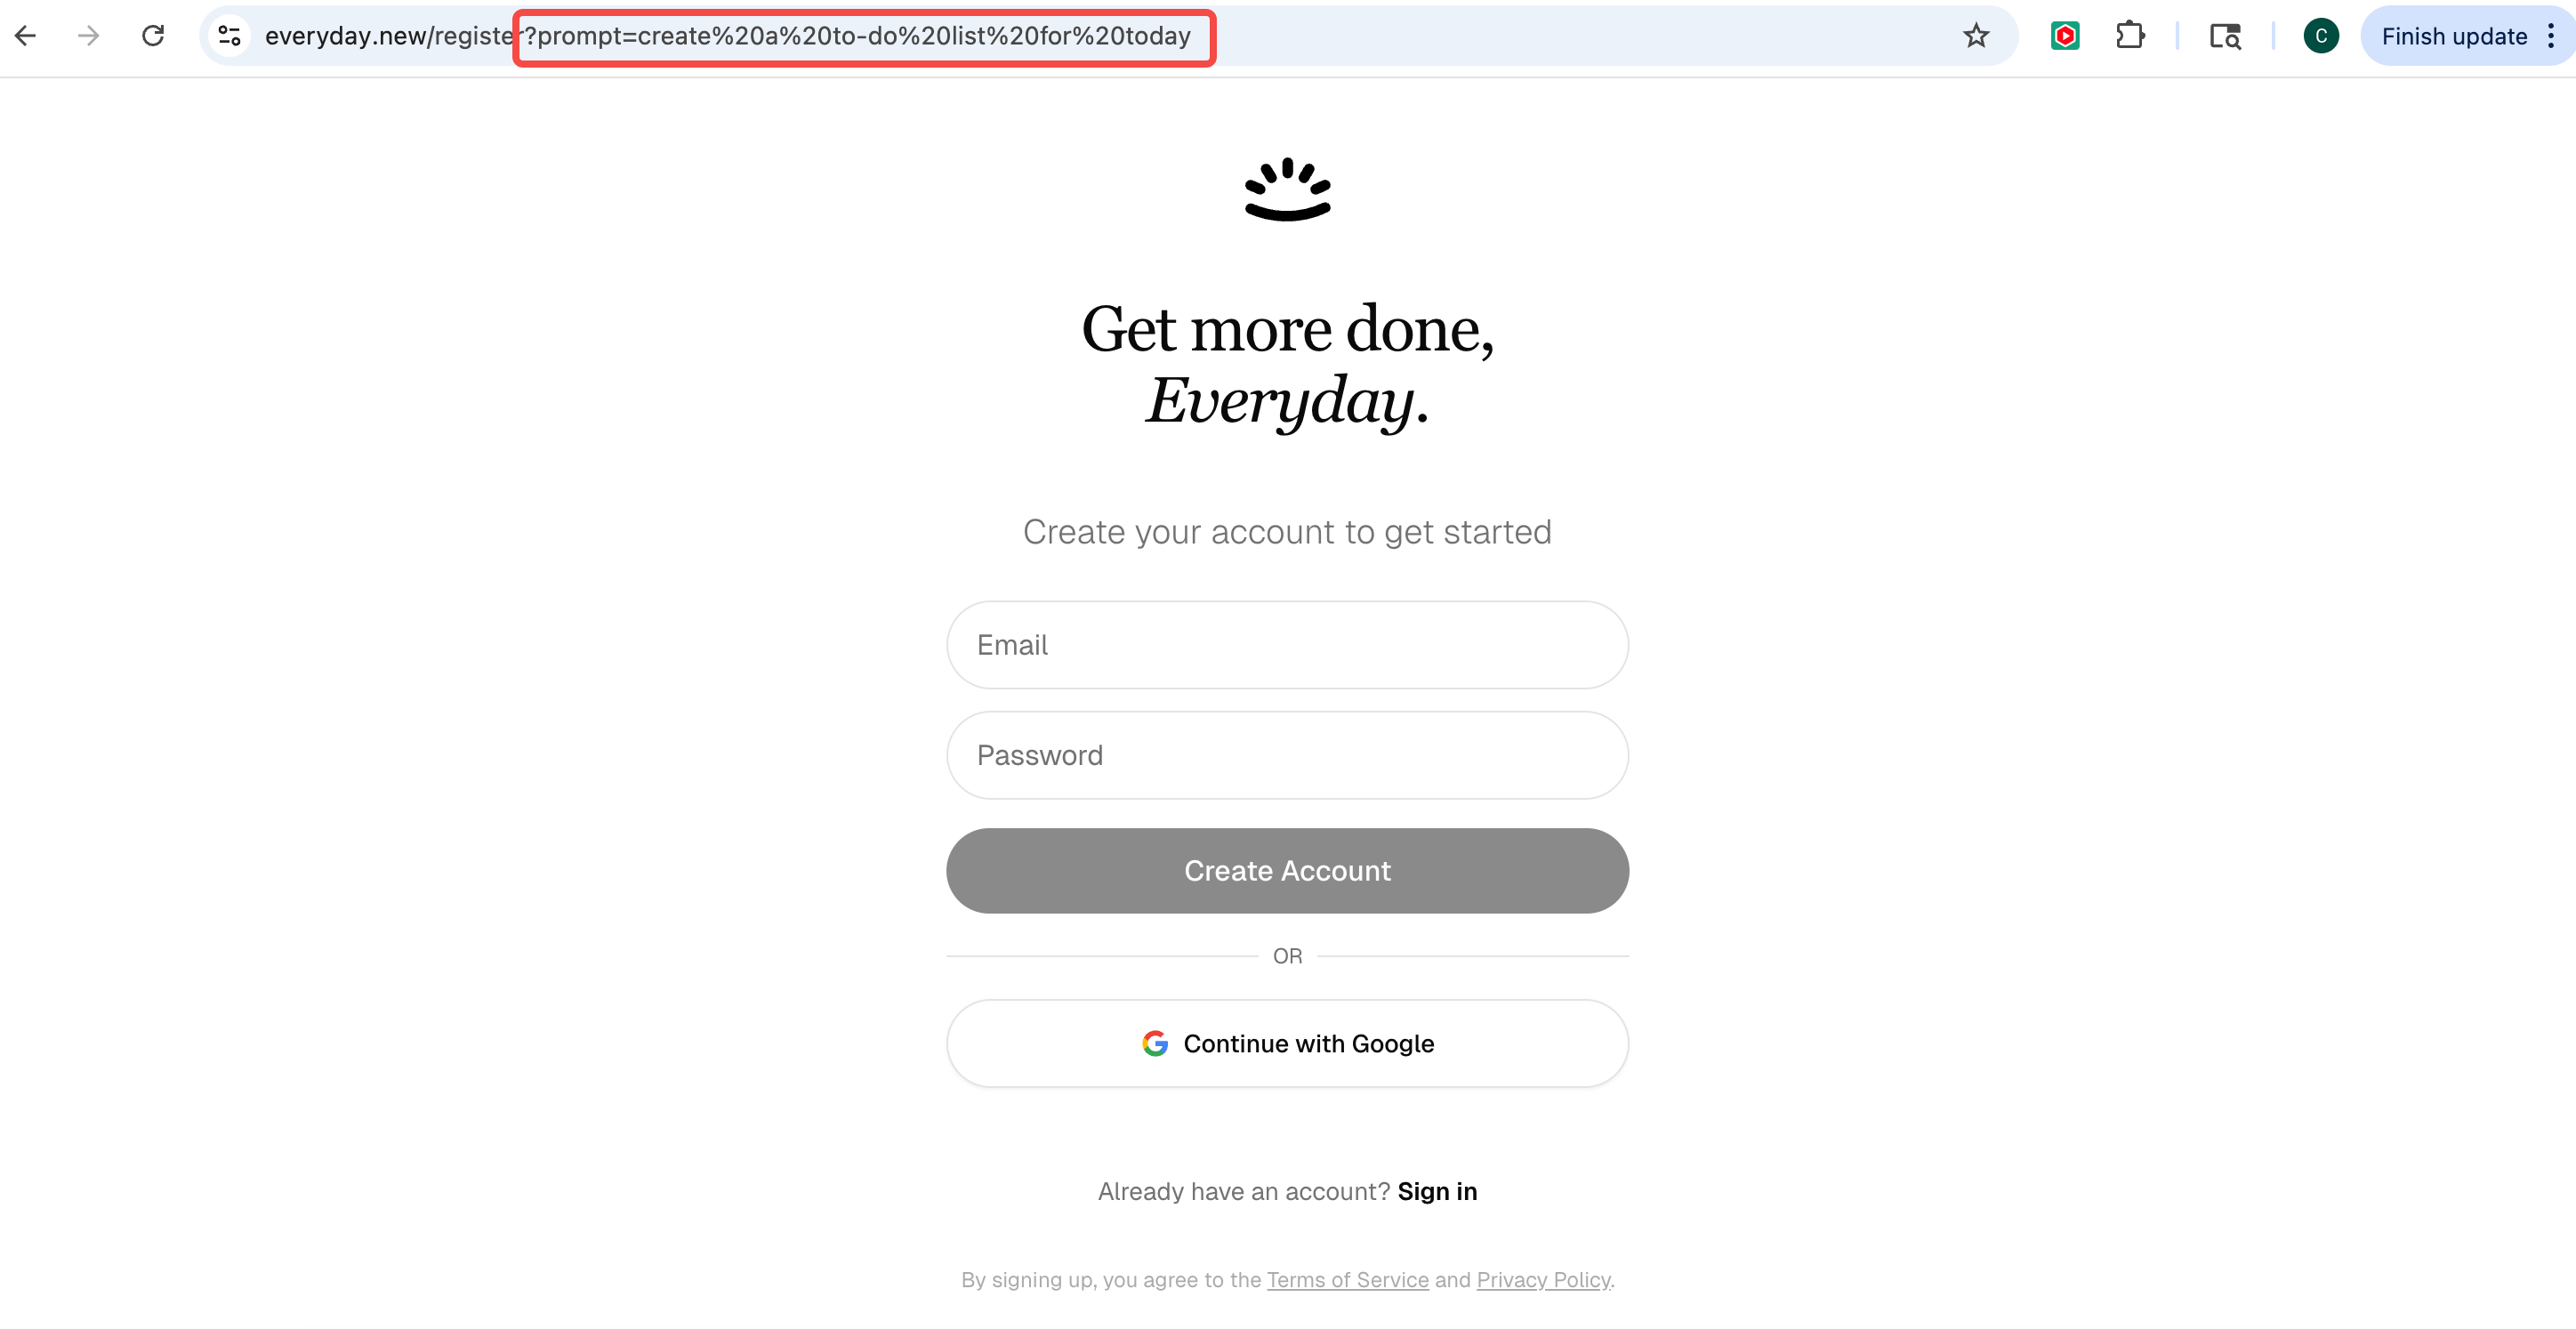 everyday.new/register?prompt=create%20a%20to-do%20list%20for%20today
C
Finish update
Get more done,
Everyday.
Create your account to get started
Email
Password
Create Account
OR
Continue with Google
Already have an account? Sign in
By signing up, you agree to the Terms of Service and Privacy Policy.